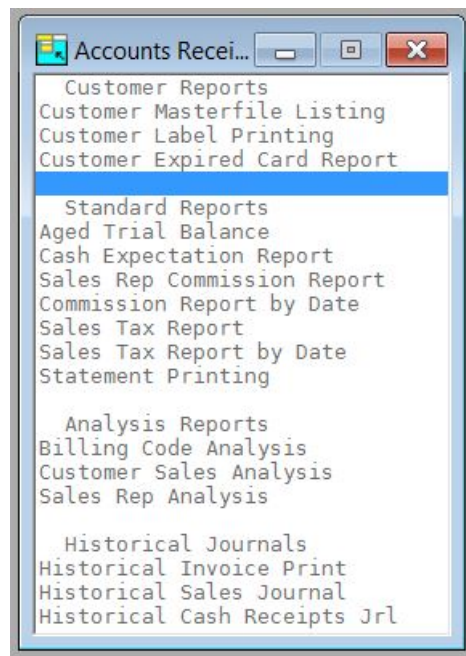 Accounts Recei...
Customer Reports
Customer Masterfile Listing
Customer Label Printing
Customer Expired Card Report
Standard Reports
Aged Trial Balance
Cash Expectation Report
Sales Rep Commission Report
Commission Report by Date
Sales Tax Report
Sales Tax Report by Date
Statement Printing
Analysis Reports
Billing Code Analysis
Customer Sales Analysis
Sales Rep Analysis
Historical Journals
Historical Invoice Print
Historical Sales Journal
Historical Cash Receipts Jrl